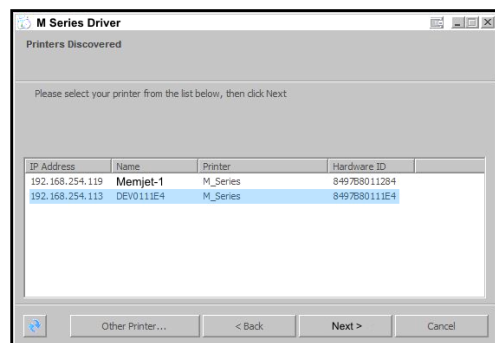 M Series Driver
Printers Discovered
Please select your printer from the list below, then click Next
IP Address Name Printer Hardware ID
192.168.254.119 Memjet-1 M_Series 8497B8011284
192.168.254.113 DEV0111E4 M_Series 8497B80111E4
Other Printer... < Back Next > Cancel